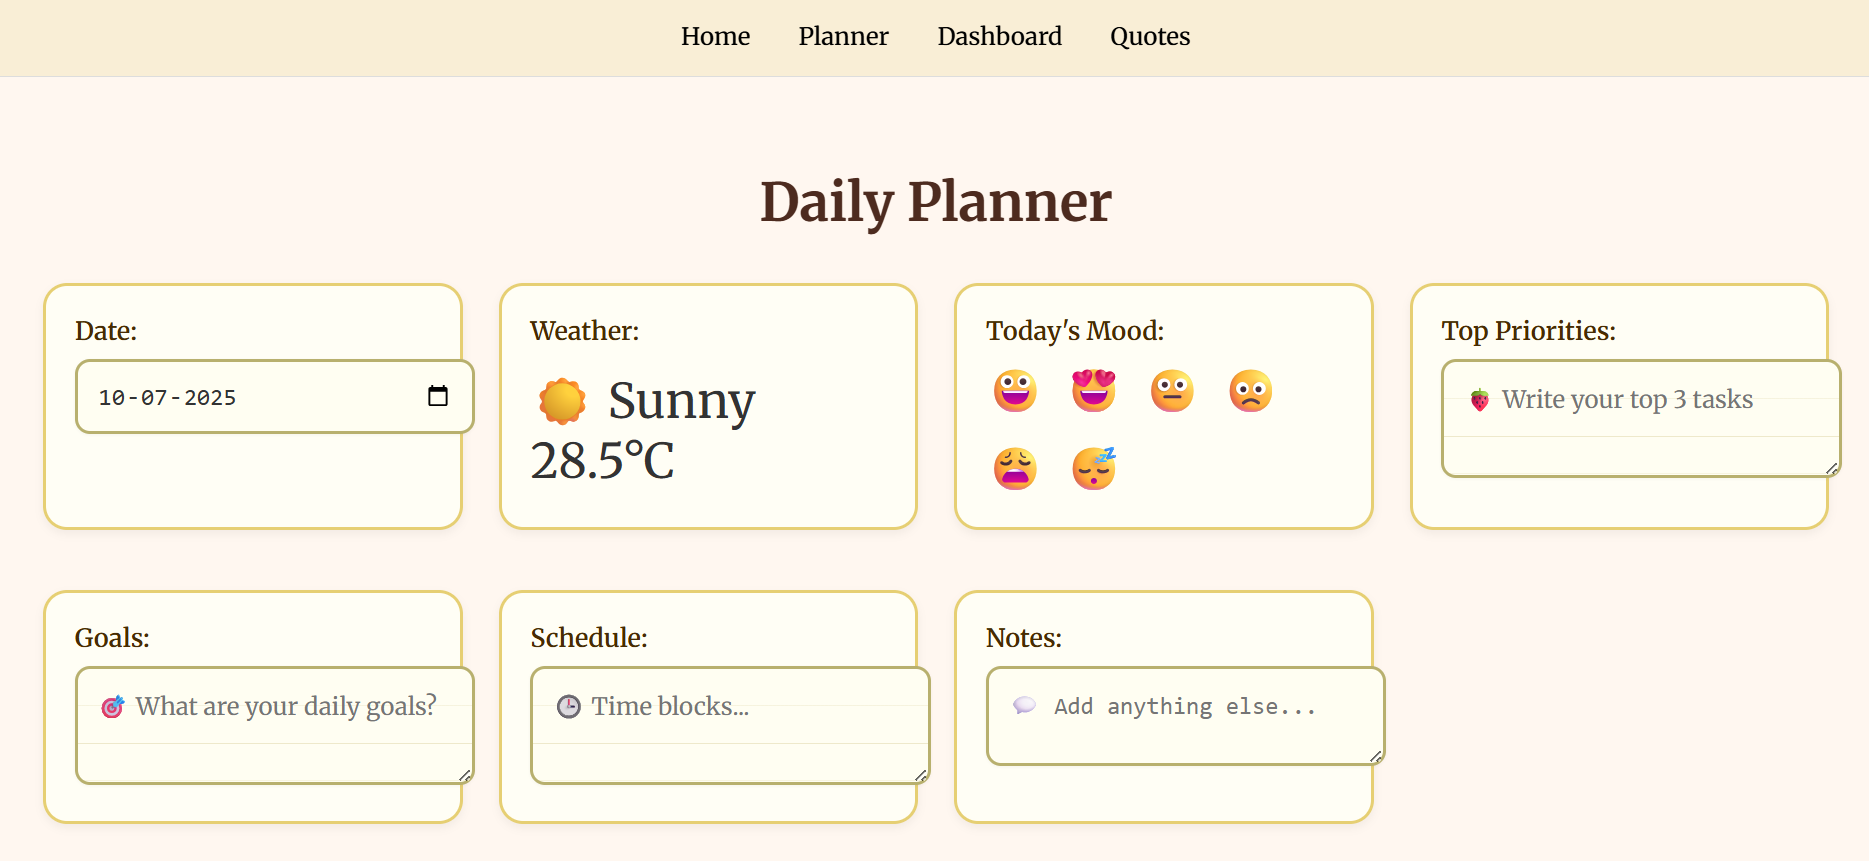 Home Planner Dashboard Quotes
Daily Planner
Date:
10-07-2025
Weather:
Sunny
28.5°C
Today's Mood:
Top Priorities:
Write your top 3 tasks
Goals:
What are your daily goals?
Schedule:
Time blocks...
Notes:
Add anything else...